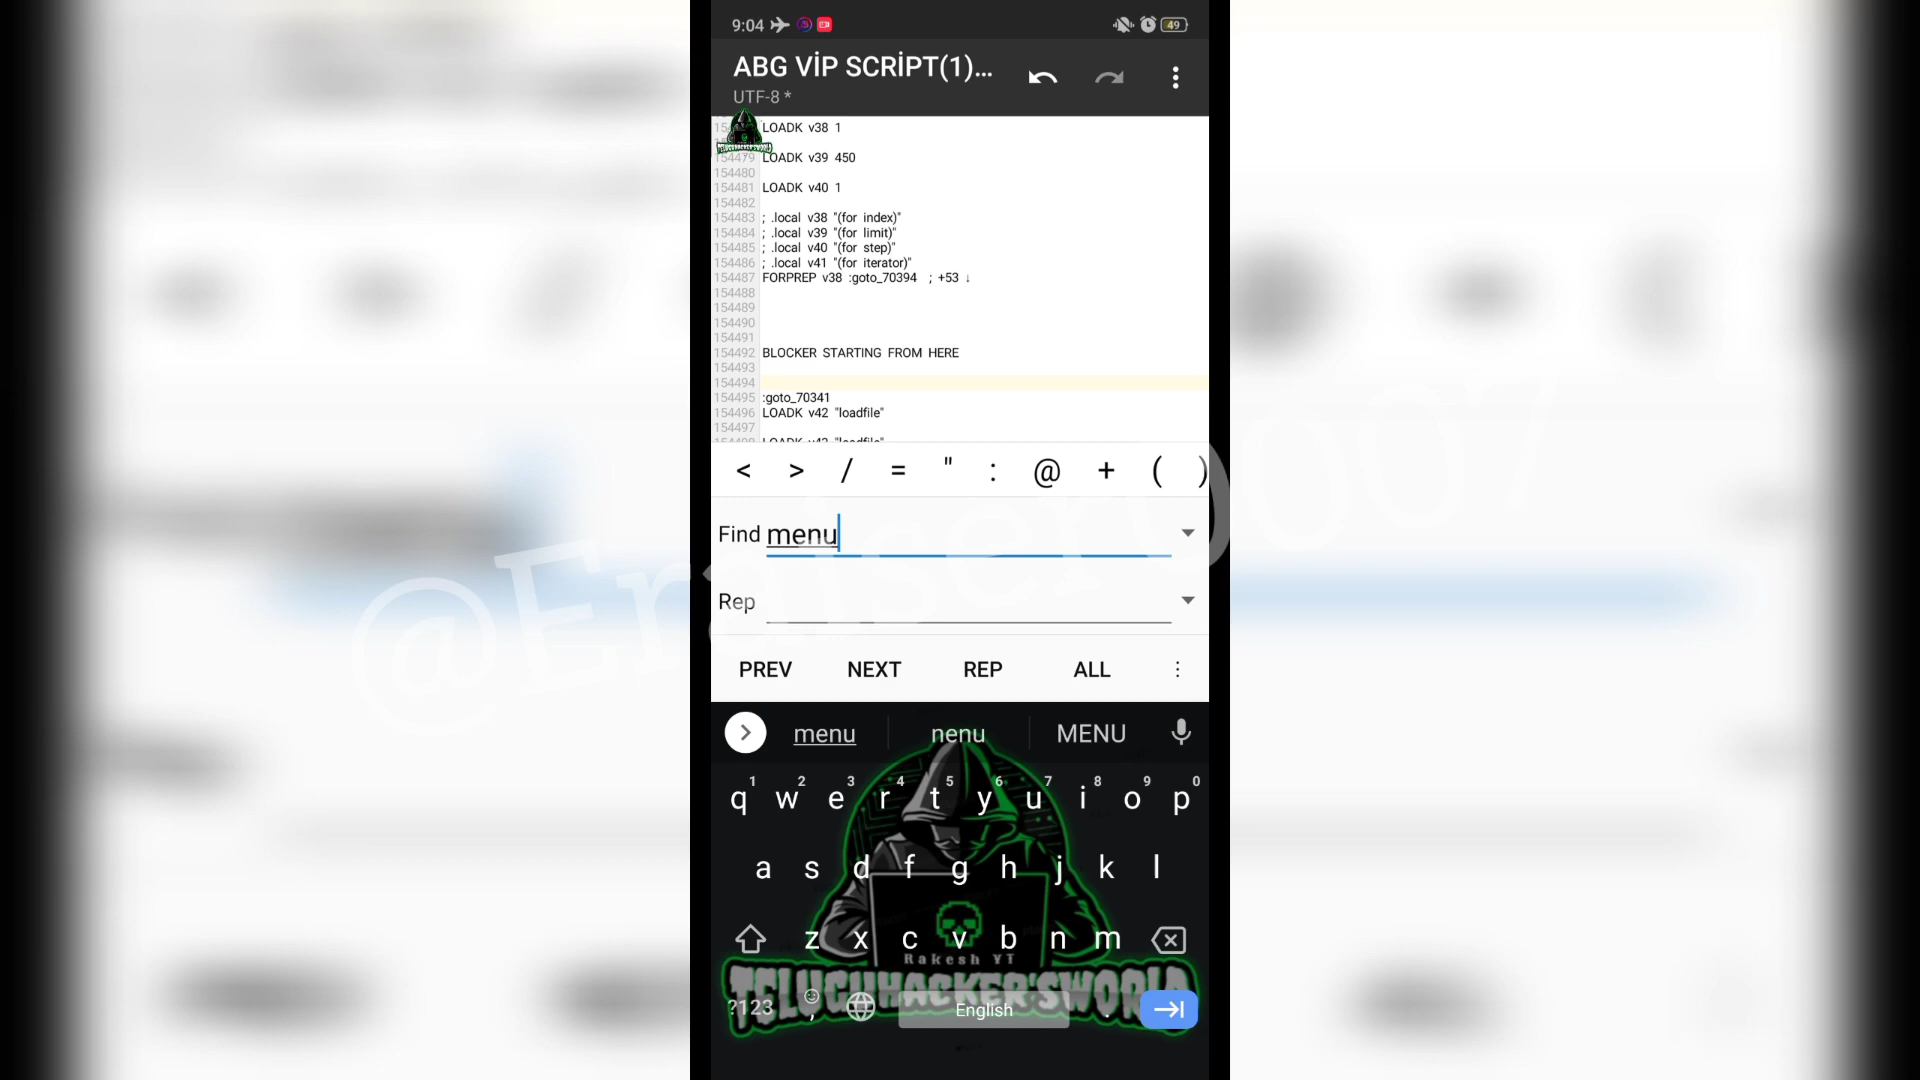 9:04
49
ABG VİP SCRİPT(1)...
UTF-8 *
LOADK v38 1
154479 LOADK v39 450
154480
154481 LOADK v40 1
154482
154483 ; .local v38 "(for index)"
154484 ; .local v39 "(for limit)"
154485 ; .local v40 "(for step)"
154486 ; .local v41 "(for iterator)"
154487 FORPREP v38 :goto_70394 ; +53 ↓
154488
154489
154490
154491
154492 BLOCKER STARTING FROM HERE
154493
154494
154495 :goto_70341
154496 LOADK v42 "loadfile"
154497
< > / = " : @ + ( )
Find menu
Rep
PREV NEXT REP ALL
menu nenu MENU
1 2 3 4 5 6 7 8 9 0
q w e r t y u i o p
a s d f g h j k l
z x c v b n m
Rakesh YT
TELUGUHACKER'SWORLD
?123 , English .